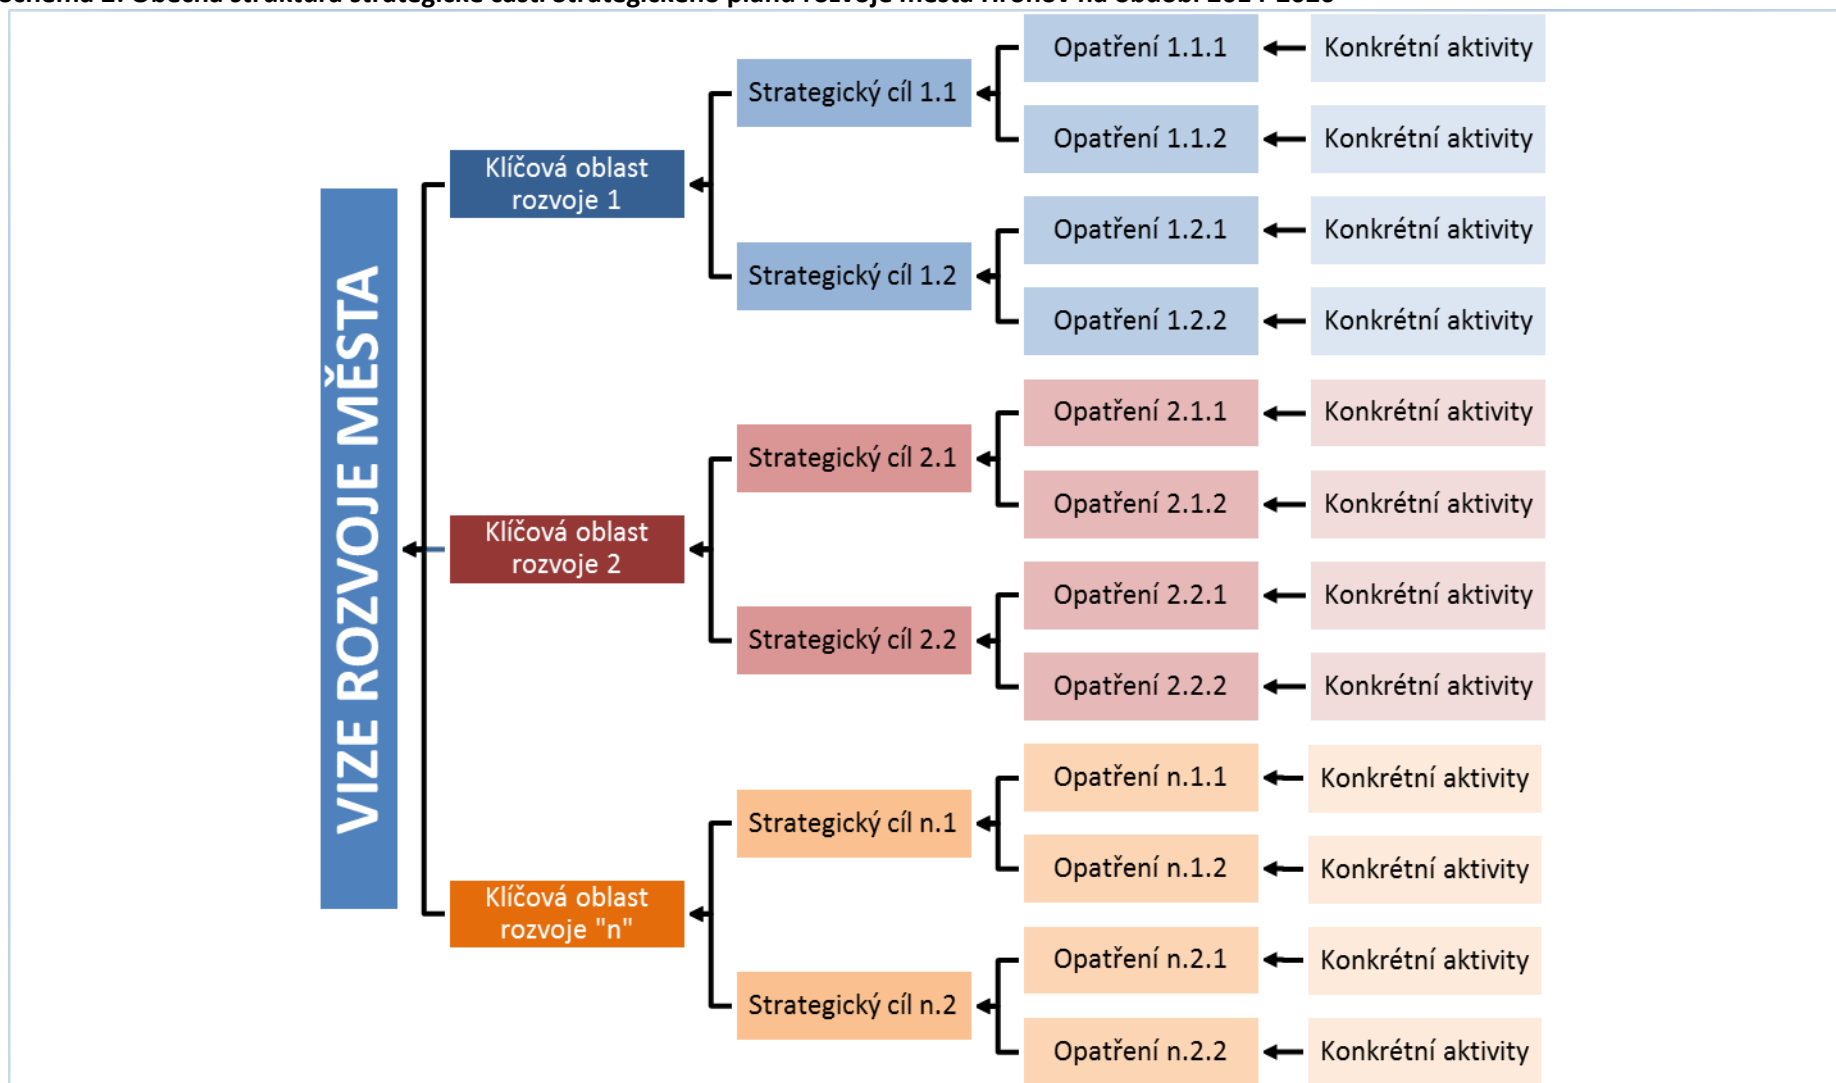 Opatření 1.1.1
Konkrétní aktivity
Strategický cíl 1.1
Opatření 1.1.2
Konkrétní aktivity
Klíčová oblast
rozvoje 1
Opatření 1.2.1
Konkrétní aktivity
Strategický cíl 1.2
Opatření 1.2.2
Konkrétní aktivity
VIZE ROZVOJE MĚSTA
Opatření 2.1.1
Konkrétní aktivity
Strategický cíl 2.1
Opatření 2.1.2
Konkrétní aktivity
Klíčová oblast
rozvoje 2
Opatření 2.2.1
Konkrétní aktivity
Strategický cíl 2.2
Opatření 2.2.2
Konkrétní aktivity
Opatření n.1.1
Konkrétní aktivity
Strategický cíl n.1
Opatření n.1.2
Konkrétní aktivity
Klíčová oblast
rozvoje "n"
Opatření n.2.1
Konkrétní aktivity
Strategický cíl n.2
Opatření n.2.2
Konkrétní aktivity